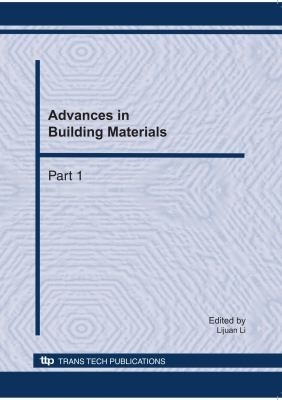 Advances in
Building Materials
Part 1
Edited by
Lijuan Li
ttp TRANS TECH PUBLICATIONS